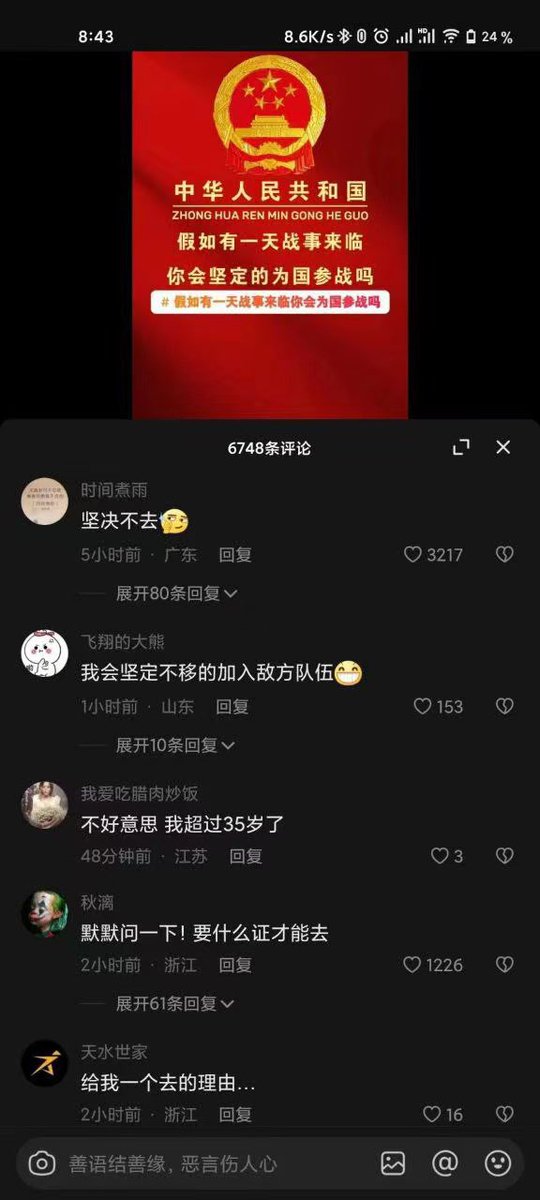 8:43
8.6K/s
HD
24%
中华人民共和国
ZHONG HUA REN MIN GONG HE GUO
假如有一天战事来临
你会坚定的为国参战吗
# 假如有一天战事来临你会为国参战吗
6748条评论
时间煮雨
坚决不去
5小时前 · 广东 回复
3217
展开80条回复
飞翔的大熊
我会坚定不移的加入敌方队伍
1小时前 · 山东 回复
153
展开10条回复
我爱吃腊肉炒饭
不好意思 我超过35岁了
48分钟前 · 江苏 回复
3
秋漓
默默问一下! 要什么证才能去
2小时前 · 浙江 回复
1226
展开61条回复
天水世家
给我一个去的理由...
2小时前 · 浙江 回复
16
善语结善缘, 恶言伤人心